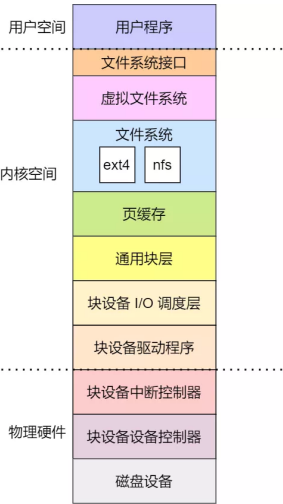 用户空间
用户程序
文件系统接口
虚拟文件系统
文件系统
ext4 nfs
内核空间
页缓存
通用块层
块设备 I/O 调度层
块设备驱动程序
块设备中断控制器
物理硬件
块设备设备控制器
磁盘设备